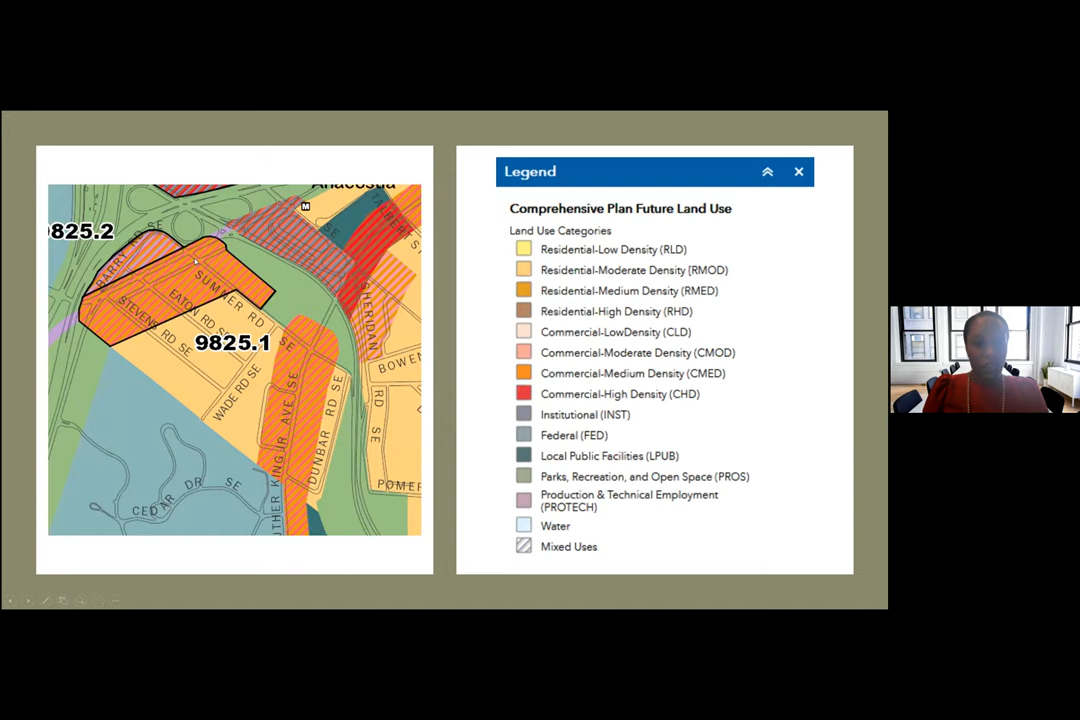 Anacostia
9825.2
BARRY RD SE
SE
TALBERT ST
M
SUMNER RD SE
EATON RD SE
STEVENS RD SE
9825.1
WADE RD SE
SHERIDAN
RD SE
BOWEN
DUNBAR RD SE
KING JR AVE SE
POMER
CEDAR DR SE
Legend
Comprehensive Plan Future Land Use
Land Use Categories
Residential-Low Density (RLD)
Residential-Moderate Density {RMOD)
Residential-Medium Density (RMED)
Residential-High Density (RHD)
Commercial-LowDensity (CLD)
Commercial-Moderate Density (CMOD)
Commercial-Medium Density (CMED)
Commercial-High Density (CHD)
Institutional (INST)
Federal (FED)
Local Public Facilities (LPUB)
Parks, Recreation, and Open Space (PROS)
Production & Technical Employment
(PROTECH)
Water
Mixed Uses